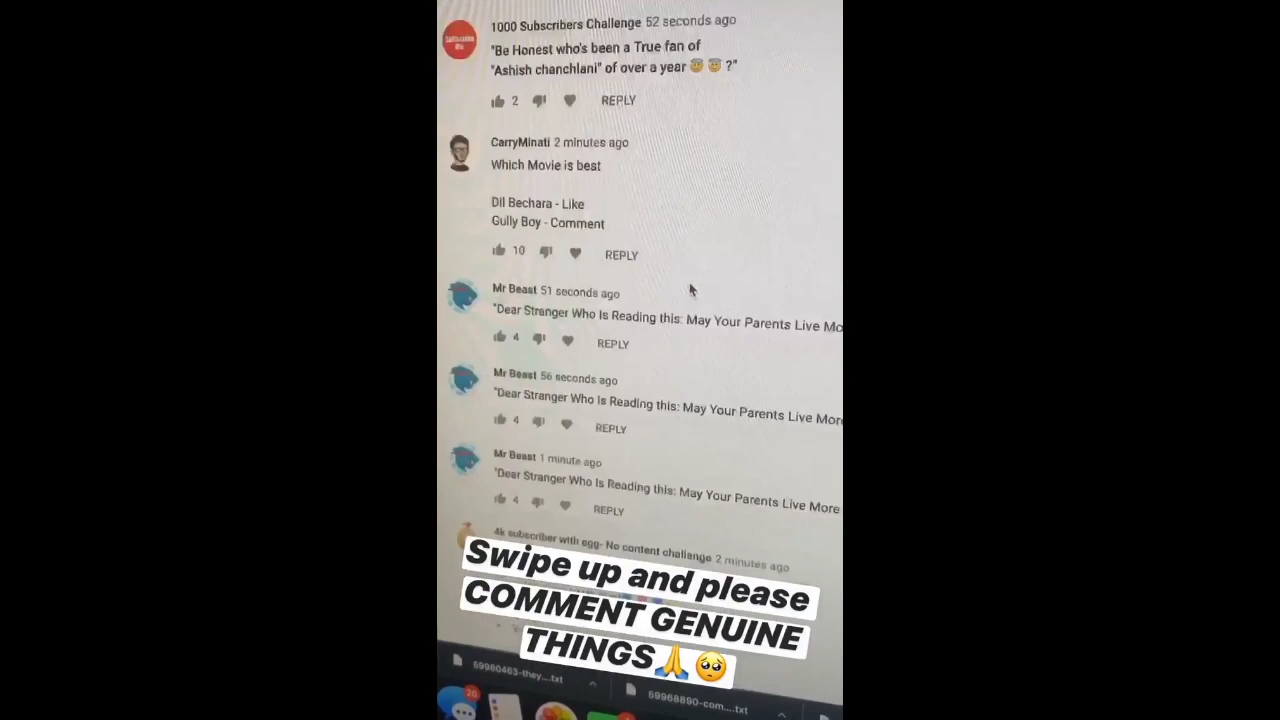 1000 Subscribers Challenge 52 seconds ago
"Be Honest who's been a True fan of
"Ashish chanchlani" of over a year 😇 😇 ?"
2 REPLY
CarryMinati 2 minutes ago
Which Movie is best
Dil Bechara - Like
Gully Boy - Comment
10 REPLY
Mr Beast 51 seconds ago
"Dear Stranger Who Is Reading this: May Your Parents Live Mo
4 REPLY
Mr Beast 56 seconds ago
"Dear Stranger Who Is Reading this: May Your Parents Live More
4 REPLY
Mr Beast 1 minute ago
"Dear Stranger Who Is Reading this: May Your Parents Live More
4 REPLY
4k subscriber with egg- No content challenge 2 minutes ago
Swipe up and please
COMMENT GENUINE
THINGS🙏🥺
59980463-they....txt
59968890-com....txt
20